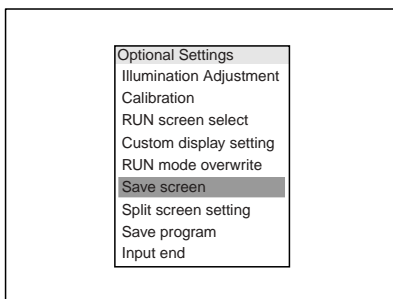 Optional Settings
Illumination Adjustment
Calibration
RUN screen select
Custom display setting
RUN mode overwrite
Save screen
Split screen setting
Save program
Input end